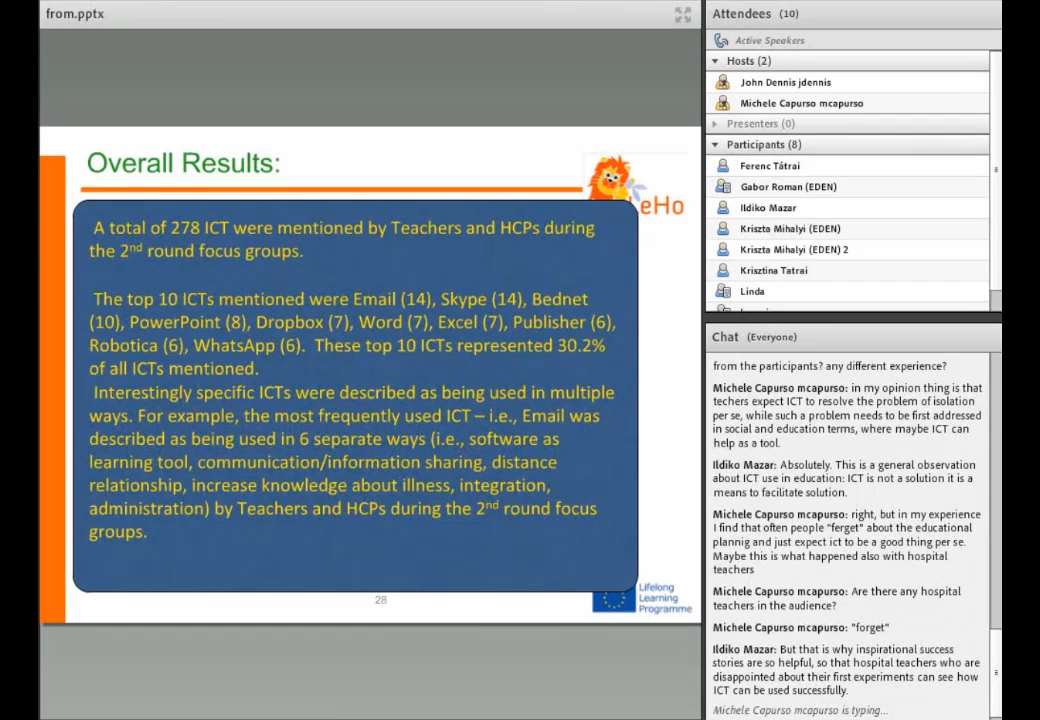 from.pptx
Overall Results:
eHo
A total of 278 ICT were mentioned by Teachers and HCPs during
the 2nd round focus groups.
The top 10 ICTs mentioned were Email (14), Skype (14), Bednet
(10), PowerPoint (8), Dropbox (7), Word (7), Excel (7), Publisher (6),
Robotica (6), WhatsApp (6).  These top 10 ICTs represented 30.2%
of all ICTs mentioned.
Interestingly specific ICTs were described as being used in multiple
ways. For example, the most frequently used ICT – i.e., Email was
described as being used in 6 separate ways (i.e., software as
learning tool, communication/information sharing, distance
relationship, increase knowledge about illness, integration,
administration) by Teachers and HCPs during the 2nd round focus
groups.
28
Lifelong
Learning
Programme
Attendees (10)
Active Speakers
Hosts (2)
John Dennis jdennis
Michele Capurso mcapurso
Presenters (0)
Participants (8)
Ferenc Tátrai
Gabor Roman (EDEN)
Ildiko Mazar
Kriszta Mihalyi (EDEN)
Kriszta Mihalyi (EDEN) 2
Krisztina Tatrai
Linda
Chat (Everyone)
from the participants? any different experience?
Michele Capurso mcapurso: in my opinion thing is that
techers expect ICT to resolve the problem of isolation
per se, while such a problem needs to be first addressed
in social and education terms, where maybe ICT can
help as a tool.
Ildiko Mazar: Absolutely. This is a general observation
about ICT use in education: ICT is not a solution it is a
means to facilitate solution.
Michele Capurso mcapurso: right, but in my experience
I find that often people "ferget" about the educational
plannig and just expect ict to be a good thing per se.
Maybe this is what happened also with hospital
teachers
Michele Capurso mcapurso: Are there any hospital
teachers in the audience?
Michele Capurso mcapurso: "forget"
Ildiko Mazar: But that is why inspirational success
stories are so helpful, so that hospital teachers who are
disappointed about their first experiments can see how
ICT can be used successfully.
Michele Capurso mcapurso is typing...